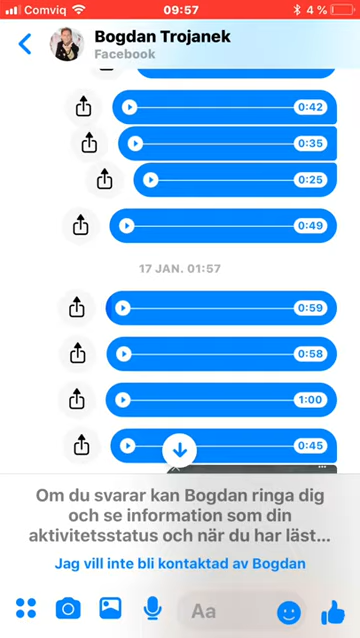 Comviq 09:57 4 %
Bogdan Trojanek
Facebook
0:42
0:35
0:25
0:49
17 JAN. 01:57
0:59
0:58
1:00
0:45
Om du svarar kan Bogdan ringa dig
och se information som din
aktivitetsstatus och när du har läst...
Jag vill inte bli kontaktad av Bogdan
Aa